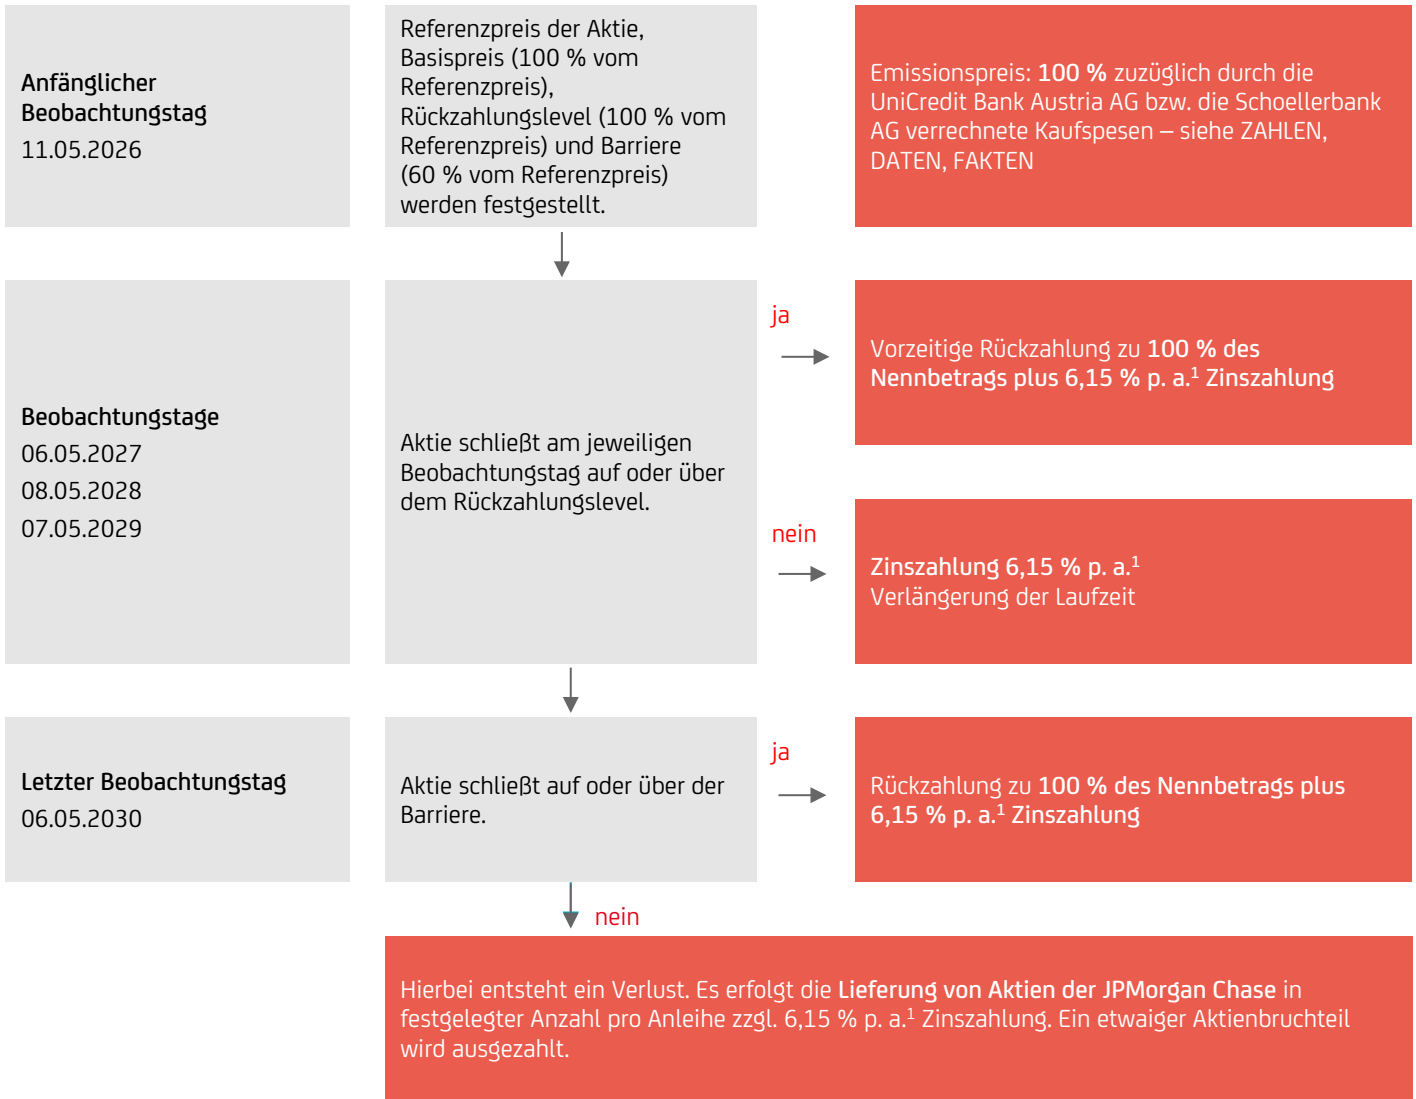 Anfänglicher
Beobachtungstag
11.05.2026
Referenzpreis der Aktie,
Basispreis (100 % vom
Referenzpreis),
Rückzahlungslevel (100 % vom
Referenzpreis) und Barriere
(60 % vom Referenzpreis)
werden festgestellt.
Emissionspreis: 100 % zuzüglich durch die
UniCredit Bank Austria AG bzw. die Schoellerbank
AG verrechnete Kaufspesen – siehe ZAHLEN,
DATEN, FAKTEN
Beobachtungstage
06.05.2027
08.05.2028
07.05.2029
Aktie schließt am jeweiligen
Beobachtungstag auf oder über
dem Rückzahlungslevel.
ja
Vorzeitige Rückzahlung zu 100 % des
Nennbetrags plus 6,15 % p. a.¹ Zinszahlung
nein
Zinszahlung 6,15 % p. a.¹
Verlängerung der Laufzeit
Letzter Beobachtungstag
06.05.2030
Aktie schließt auf oder über der
Barriere.
ja
Rückzahlung zu 100 % des Nennbetrags plus
6,15 % p. a.¹ Zinszahlung
nein
Hierbei entsteht ein Verlust. Es erfolgt die Lieferung von Aktien der JPMorgan Chase in
festgelegter Anzahl pro Anleihe zzgl. 6,15 % p. a.¹ Zinszahlung. Ein etwaiger Aktienbruchteil
wird ausgezahlt.